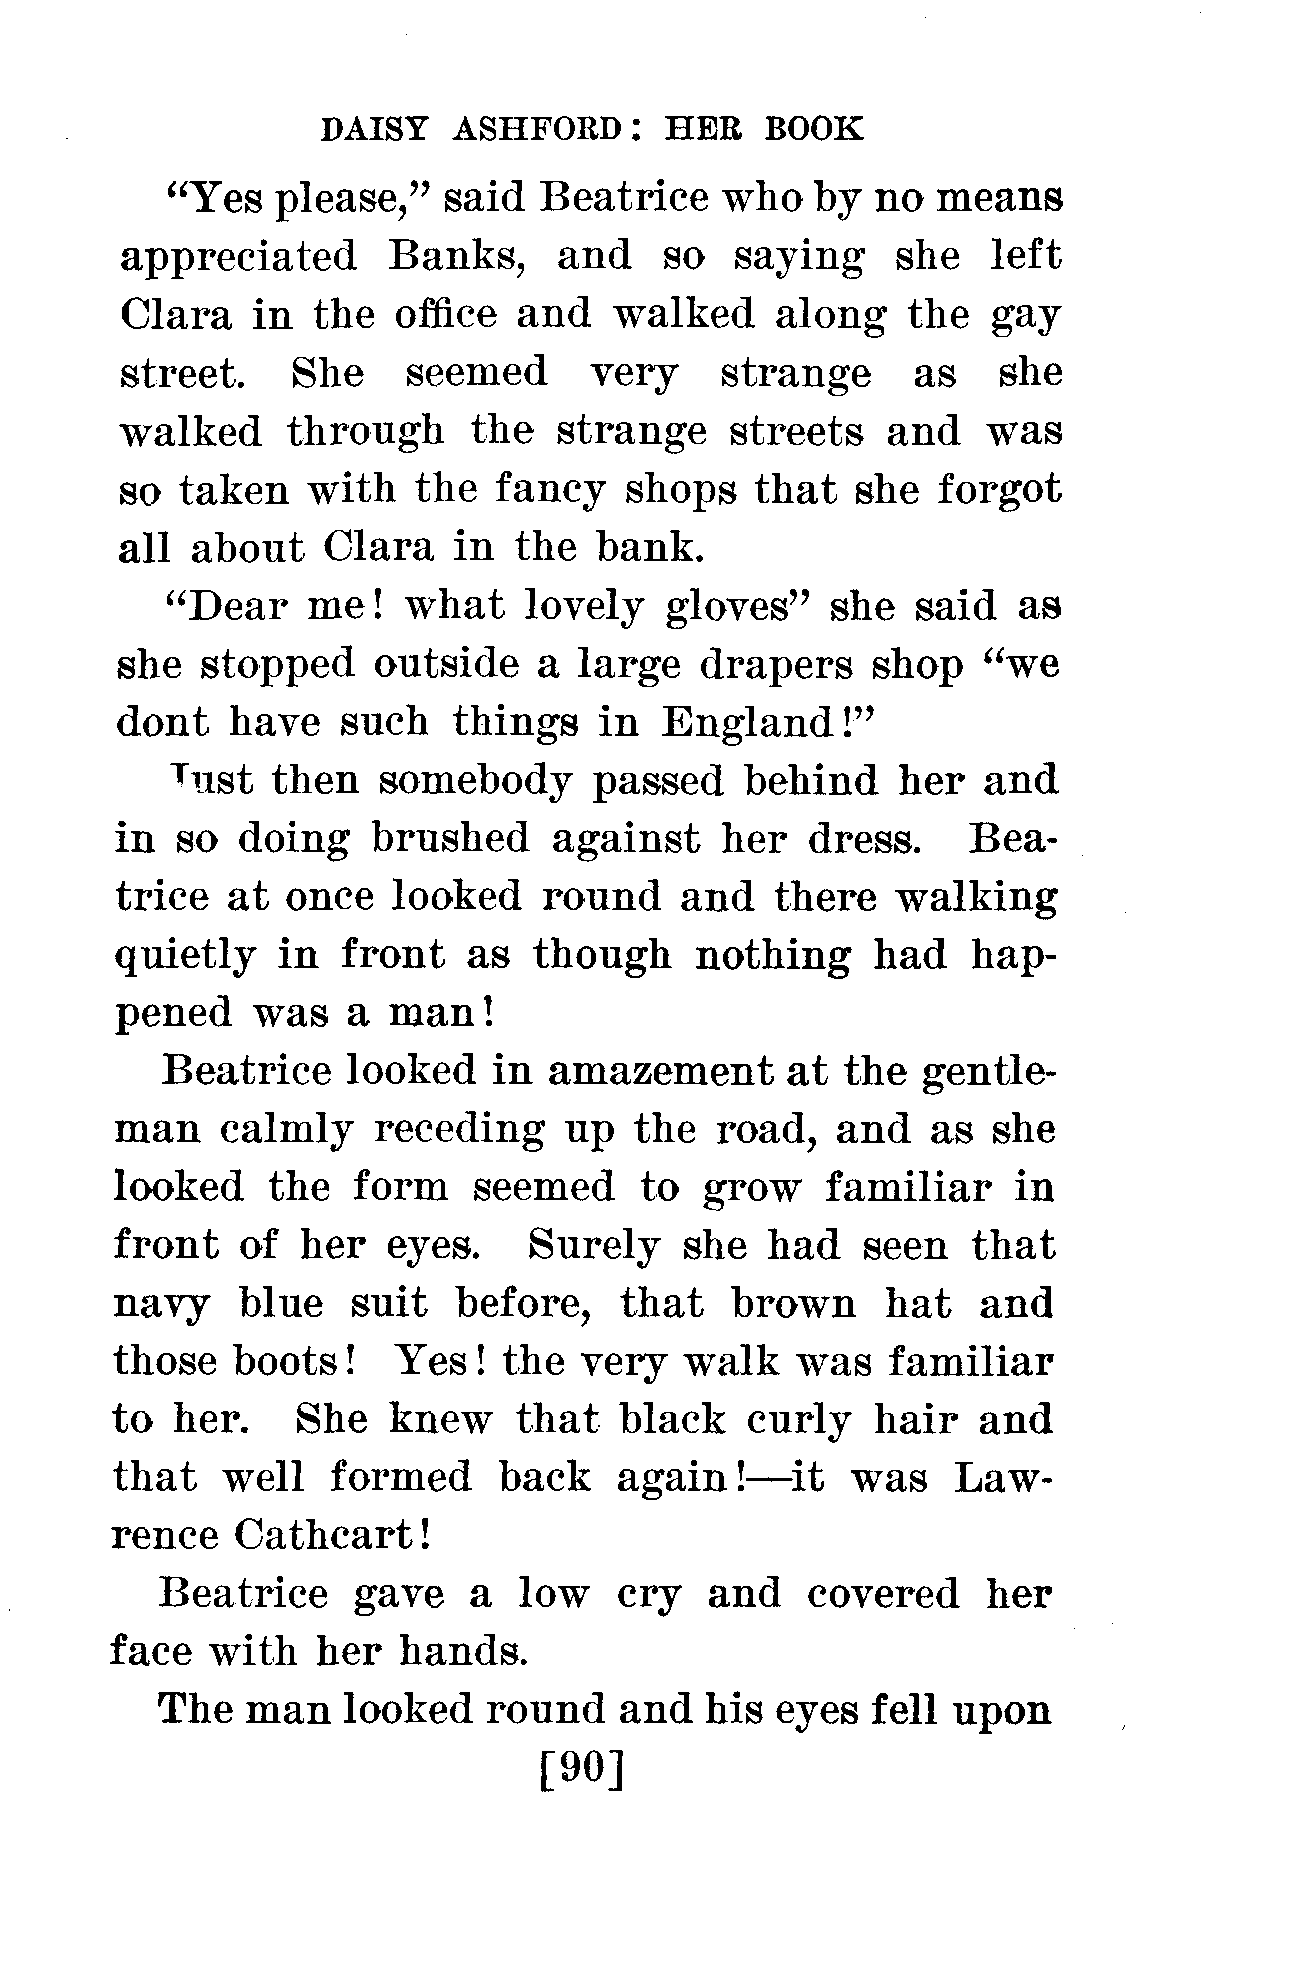 DAISY ASHFORD: HER BOOK
“Yes please,” said Beatrice who by no means
appreciated Banks, and so saying she left
Clara in the office and walked along the gay
street. She seemed very strange as she
walked through the strange streets and was
so taken with the fancy shops that she forgot
all about Clara in the bank.
“Dear me! what lovely gloves” she said as
she stopped outside a large drapers shop “we
dont have such things in England!”
Just then somebody passed behind her and
in so doing brushed against her dress. Bea-
trice at once looked round and there walking
quietly in front as though nothing had hap-
pened was a man!
Beatrice looked in amazement at the gentle-
man calmly receding up the road, and as she
looked the form seemed to grow familiar in
front of her eyes. Surely she had seen that
navy blue suit before, that brown hat and
those boots! Yes! the very walk was familiar
to her. She knew that black curly hair and
that well formed back again!—it was Law-
rence Cathcart!
Beatrice gave a low cry and covered her
face with her hands.
The man looked round and his eyes fell upon
[90]